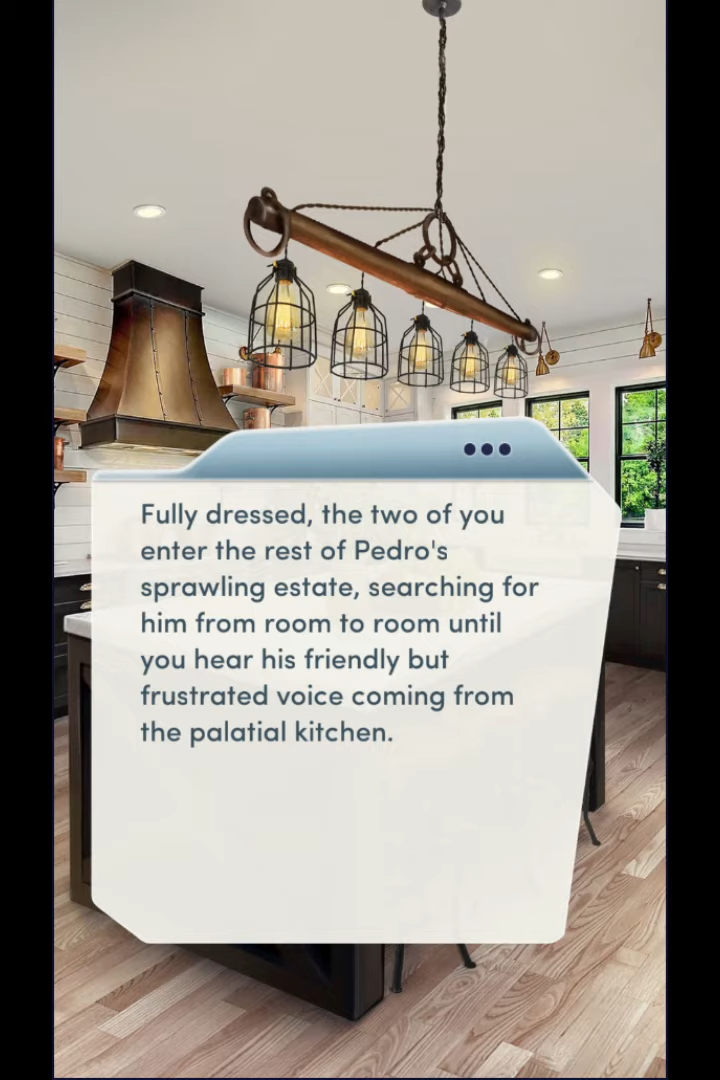 Fully dressed, the two of you
enter the rest of Pedro's
sprawling estate, searching for
him from room to room until
you hear his friendly but
frustrated voice coming from
the palatial kitchen.